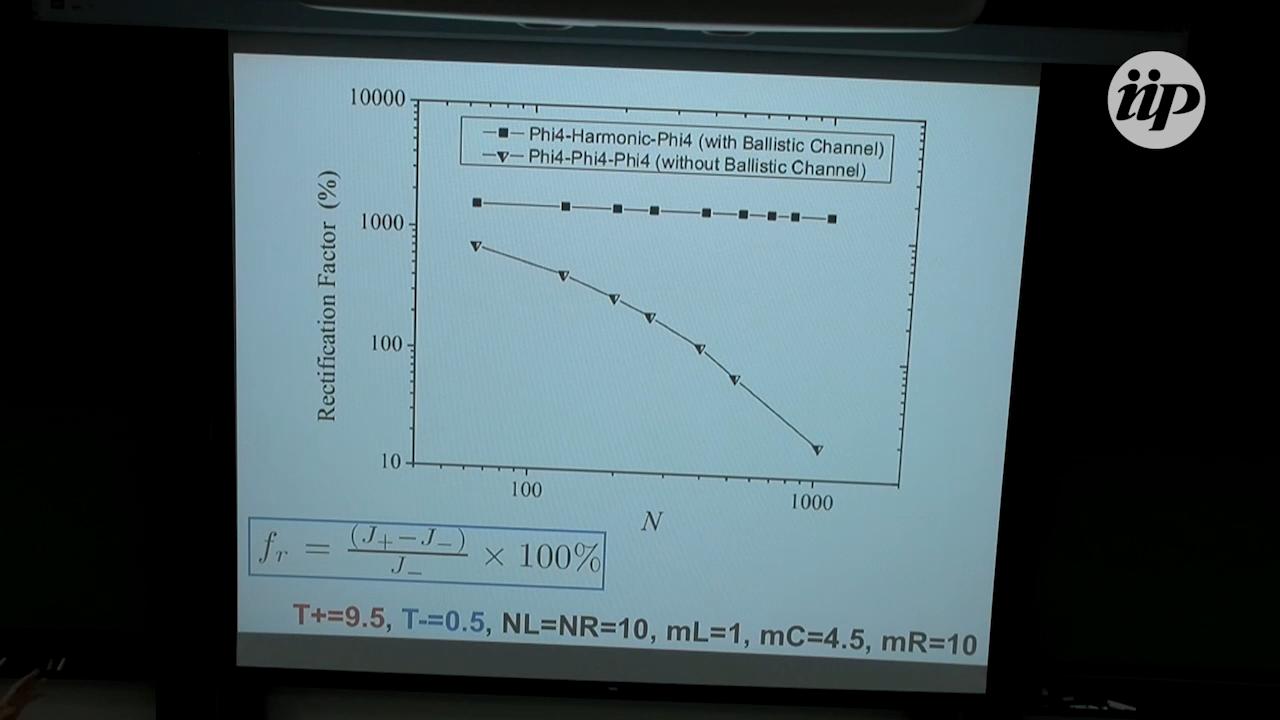 iip
10000
Phi4-Harmonic-Phi4 (with Ballistic Channel)
Phi4-Phi4-Phi4 (without Ballistic Channel)
1000
Rectification Factor (%)
100
10
100
1000
N
f_r = (J_+ − J_−) / J_− × 100%
T+=9.5, T-=0.5, NL=NR=10, mL=1, mC=4.5, mR=10